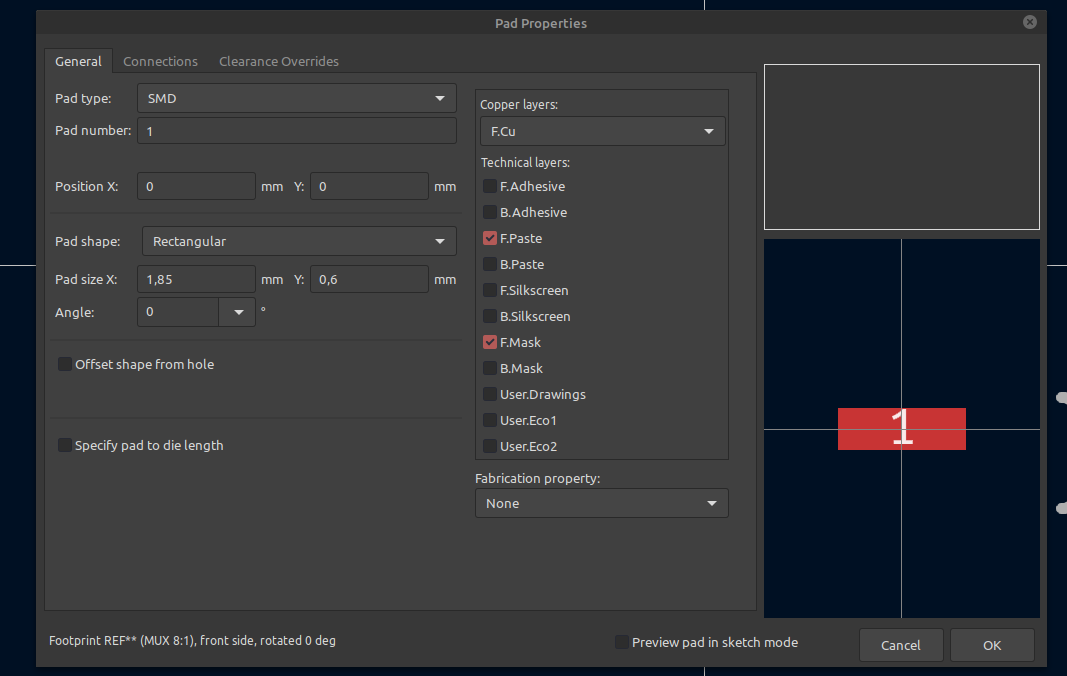 Pad Properties
General
Connections
Clearance Overrides
Pad type:
SMD
Pad number:
1
Position X:
0
mm
Y:
0
mm
Pad shape:
Rectangular
Pad size X:
1,85
mm
Y:
0,6
mm
Angle:
0
°
Offset shape from hole
Specify pad to die length
Copper layers:
F.Cu
Technical layers:
F.Adhesive
B.Adhesive
F.Paste
B.Paste
F.Silkscreen
B.Silkscreen
F.Mask
B.Mask
User.Drawings
User.Eco1
User.Eco2
Fabrication property:
None
1
Footprint REF** (MUX 8:1), front side, rotated 0 deg
Preview pad in sketch mode
Cancel
OK